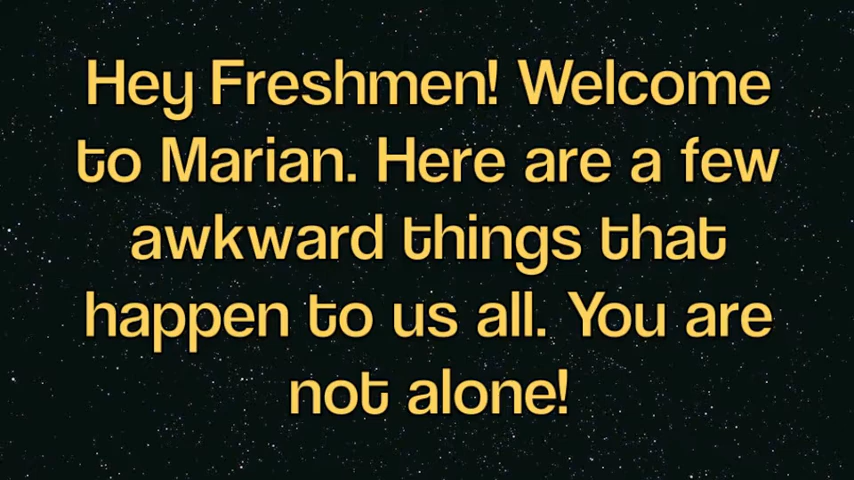 Hey Freshmen! Welcome
to Marian. Here are a few
awkward things that
happen to us all. You are
not alone!